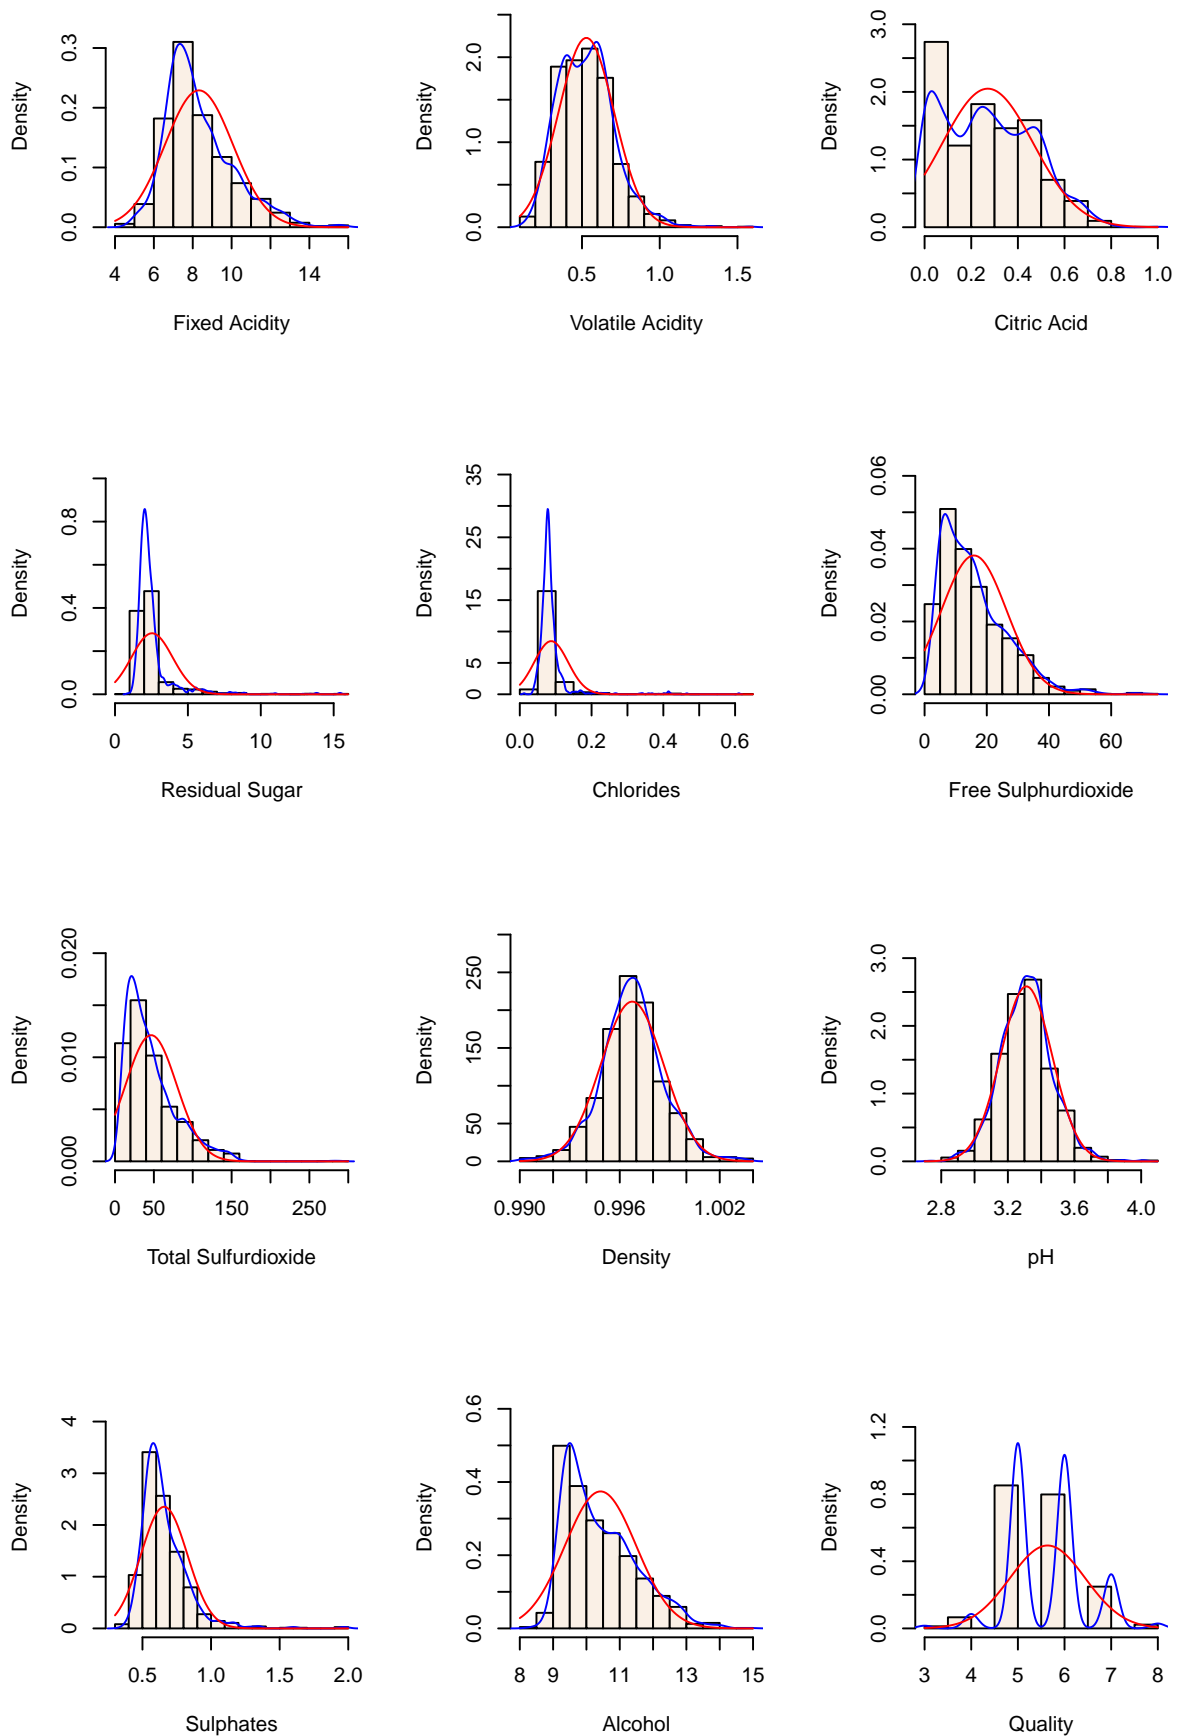 Density
0.0 0.1 0.2 0.3
4 6 8 10 14
Fixed Acidity
Density
0.0 1.0 2.0
0.5 1.0 1.5
Volatile Acidity
Density
0.0 1.0 2.0 3.0
0.0 0.2 0.4 0.6 0.8 1.0
Citric Acid
Density
0.0 0.4 0.8
0 5 10 15
Residual Sugar
Density
0 5 15 25 35
0.0 0.2 0.4 0.6
Chlorides
Density
0.00 0.02 0.04 0.06
0 20 40 60
Free Sulphurdioxide
Density
0.000 0.010 0.020
0 50 150 250
Total Sulfurdioxide
Density
0 50 150 250
0.990 0.996 1.002
Density
Density
0.0 1.0 2.0 3.0
2.8 3.2 3.6 4.0
pH
Density
0 1 2 3 4
0.5 1.0 1.5 2.0
Sulphates
Density
0.0 0.2 0.4 0.6
8 9 11 13 15
Alcohol
Density
0.0 0.4 0.8 1.2
3 4 5 6 7 8
Quality